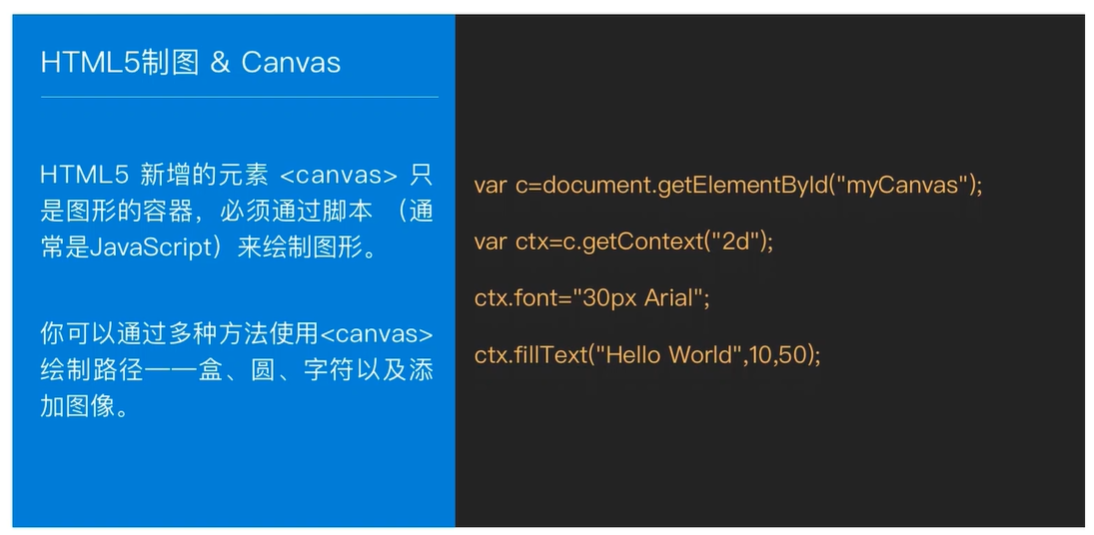 HTML5制图 & Canvas
HTML5 新增的元素 <canvas> 只
是图形的容器，必须通过脚本 （通
常是JavaScript）来绘制图形。
你可以通过多种方法使用<canvas>
绘制路径——盒、圆、字符以及添
加图像。
var c=document.getElementById("myCanvas");
var ctx=c.getContext("2d");
ctx.font="30px Arial";
ctx.fillText("Hello World",10,50);